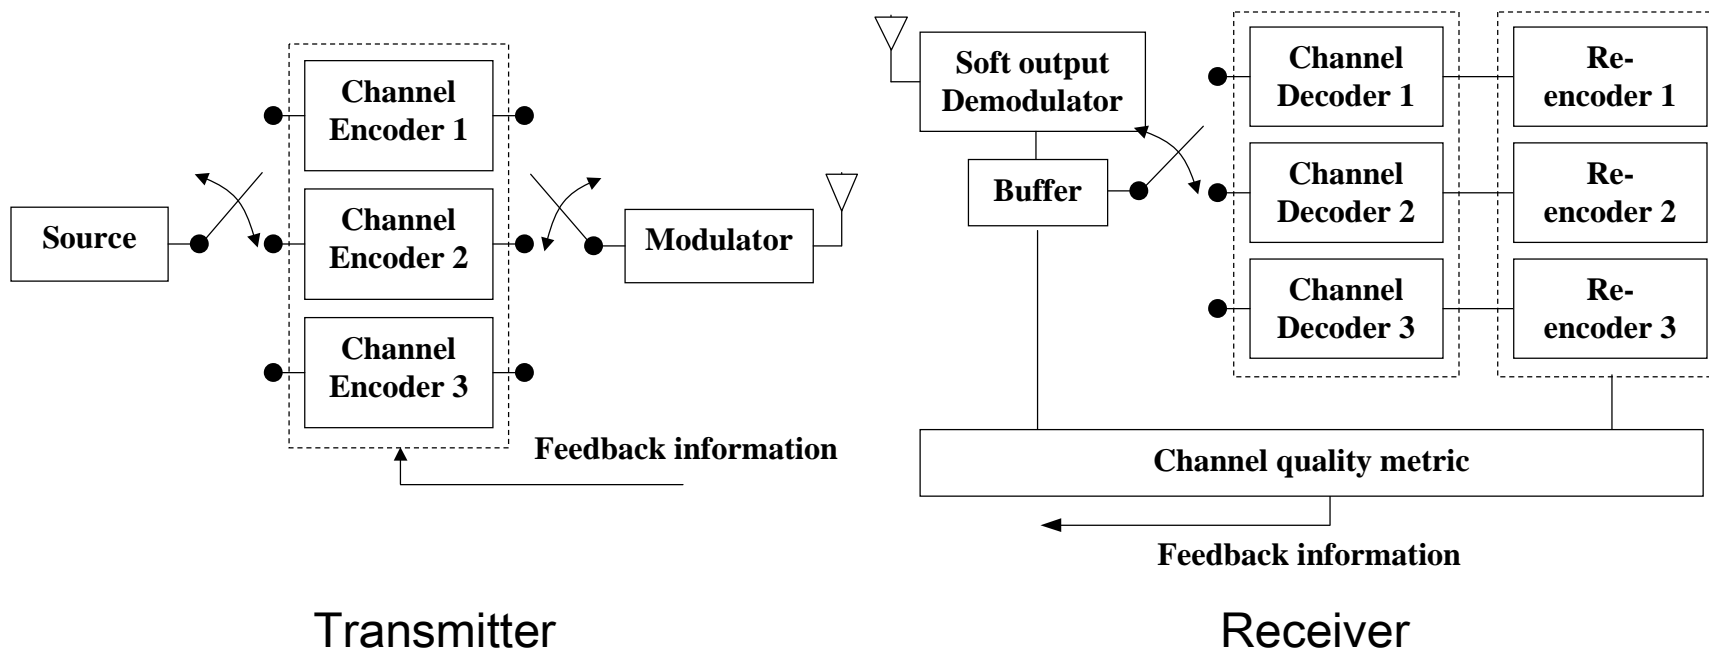 Channel
Encoder 1
Source
Channel
Encoder 2
Modulator
Channel
Encoder 3
Feedback information
Transmitter
Soft output
Demodulator
Buffer
Channel
Decoder 1
Re-
encoder 1
Channel
Decoder 2
Re-
encoder 2
Channel
Decoder 3
Re-
encoder 3
Channel quality metric
Feedback information
Receiver